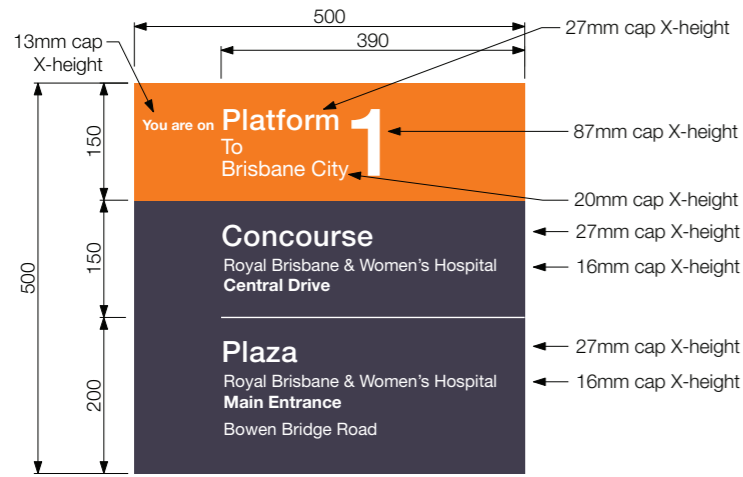 500
390
13mm cap
X-height
27mm cap X-height
You are on
Platform
1
To
Brisbane City
87mm cap X-height
20mm cap X-height
150
150
200
500
Concourse
27mm cap X-height
Royal Brisbane & Women's Hospital
16mm cap X-height
Central Drive
Plaza
27mm cap X-height
Royal Brisbane & Women's Hospital
16mm cap X-height
Main Entrance
Bowen Bridge Road